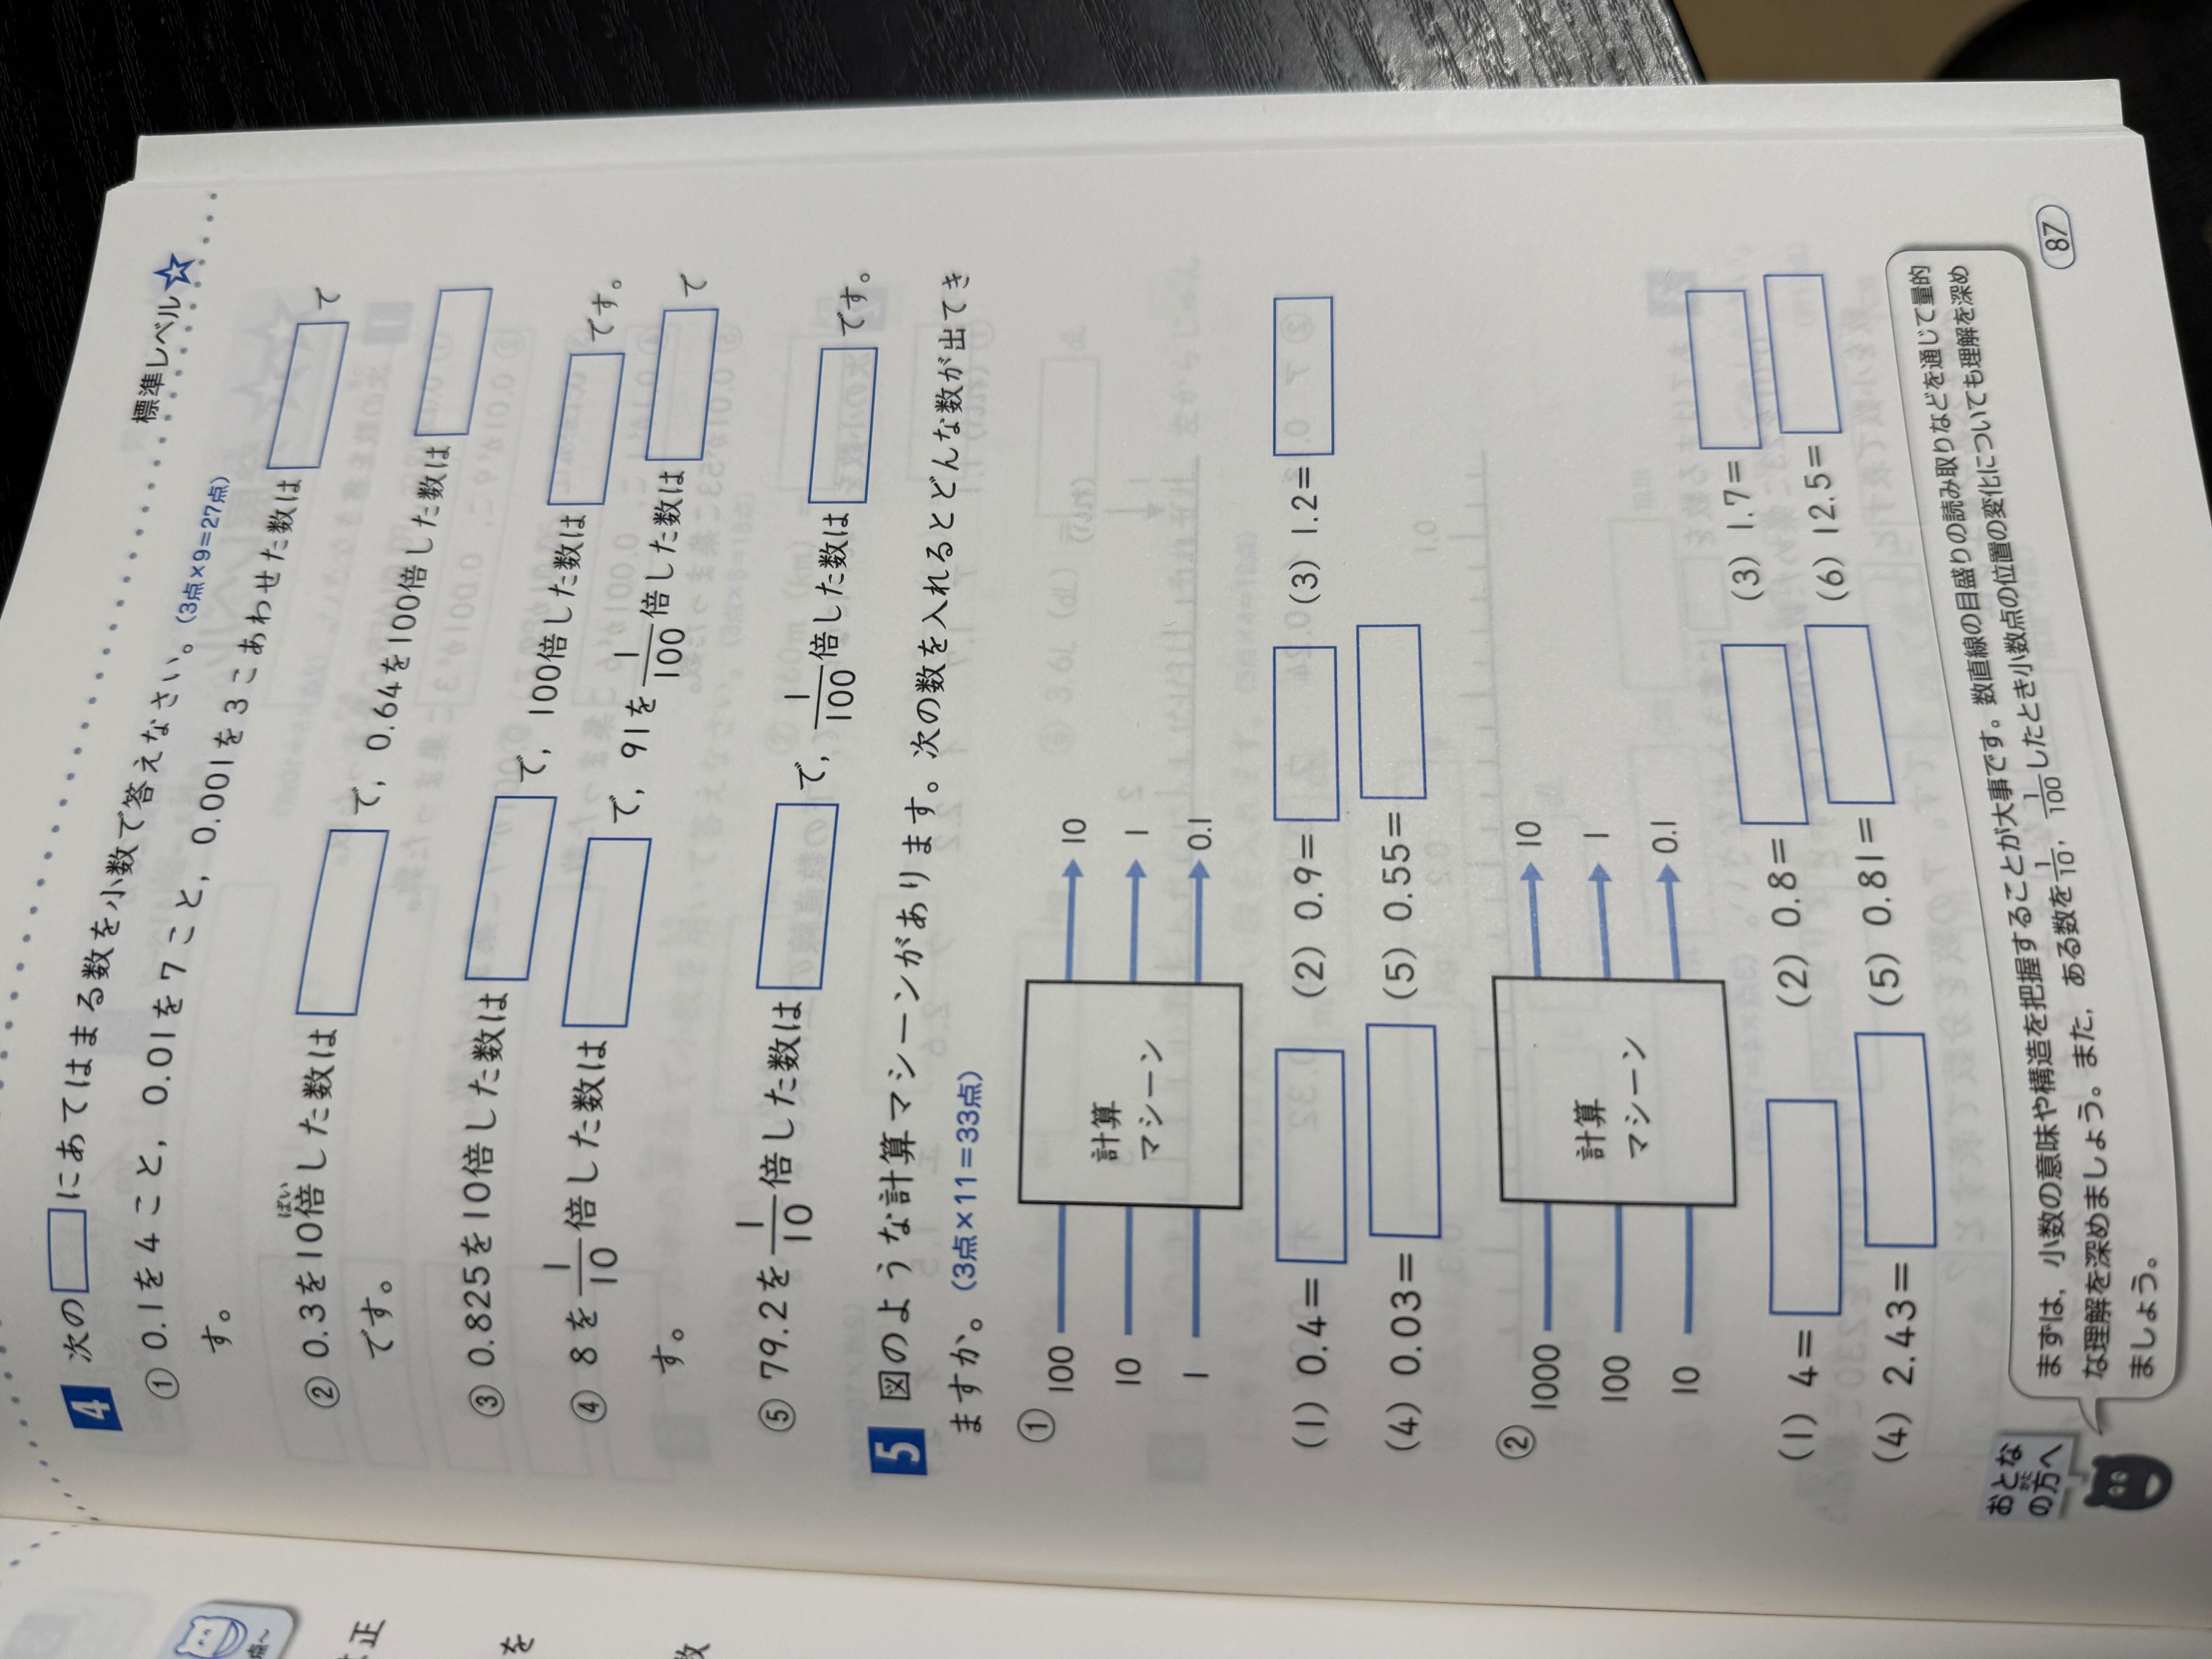 標準レベル☆
4 次の□にあてはまる数を小数で答えなさい。(3点×9=27点)
① 0.1を4こと, 0.01を7こと, 0.001を3こあわせた数は□で
す。
② 0.3を10倍した数は□で, 0.64を100倍した数は□
ばい
です。
③ 0.825を10倍した数は□で, 100倍した数は□です。
④ 8を1/10倍した数は□で, 91を1/100倍した数は□で
す。
⑤ 79.2を1/10倍した数は□で, 1/100倍した数は□です。
5 図のような計算マシーンがあります。次の数を入れるとどんな数が出てき
ますか。(3点×11=33点)
①
100 10
10 計算 1
マシーン
1 0.1
(1) 0.4=□ (2) 0.9=□ (3) 1.2=□
(4) 0.03=□ (5) 0.55=□
②
1000 10
100 計算 1
マシーン
10 0.1
(1) 4=□ (2) 0.8=□ (3) 1.7=□
(4) 2.43=□ (5) 0.81=□ (6) 12.5=□
おとな
の方へ
まずは, 小数の意味や構造を把握することが大事です。数直線の目盛りの読み取りなどを通じて量的
な理解を深めましょう。また, ある数を1/10, 1/100したとき小数点の位置の変化についても理解を深め
ましょう。
87
正
を
数